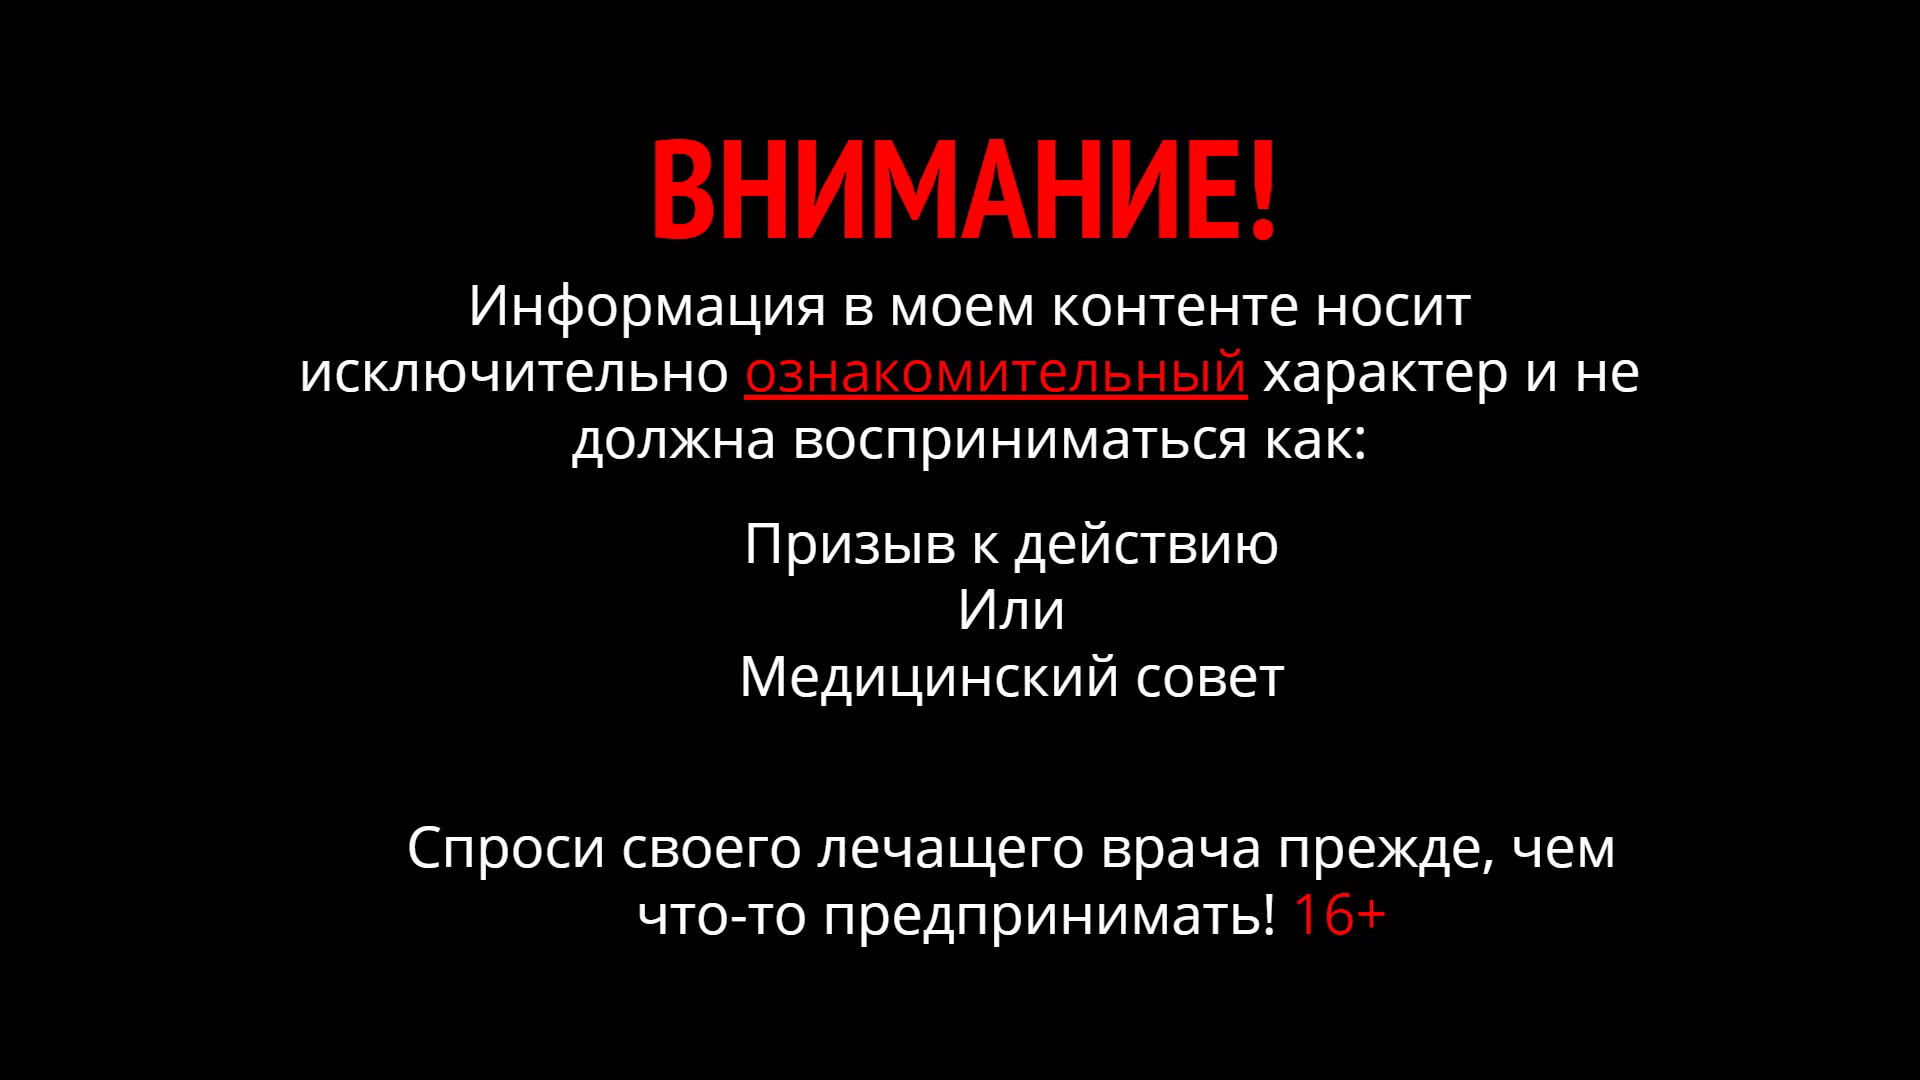 ВНИМАНИЕ!
Информация в моем контенте носит
исключительно ознакомительный характер и не
должна восприниматься как:
Призыв к действию
Или
Медицинский совет
Спроси своего лечащего врача прежде, чем
что-то предпринимать! 16+